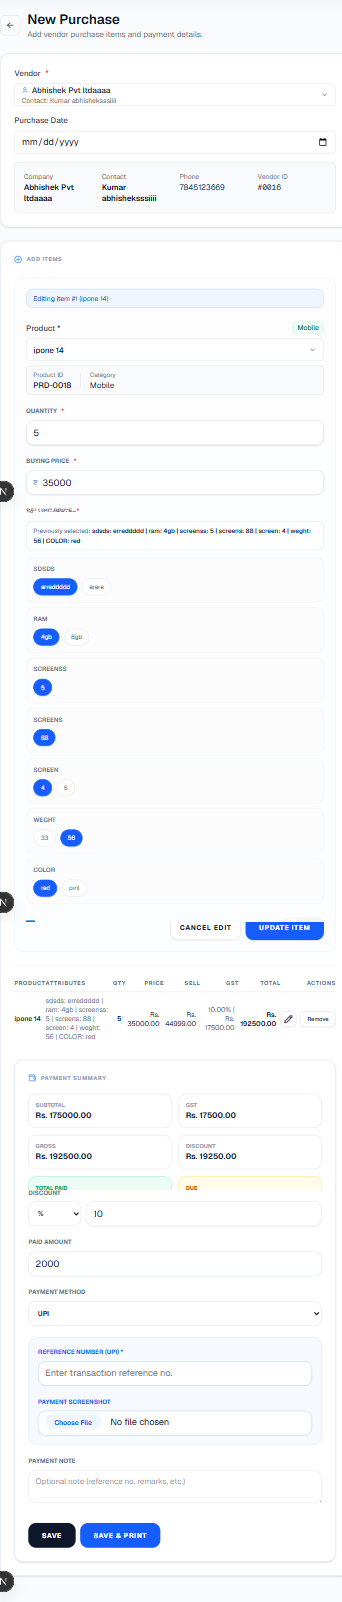 New Purchase
Add vendor purchase items and payment details.
Vendor *
Abhishek Pvt ltdaaaa
Contact: Kumar abhisheksssiiii
Purchase Date
mm/dd/yyyy
Company
Contact
Phone
Vendor ID
Abhishek Pvt ltdaaaa
Kumar abhisheksssiiii
7845123669
#0016
ADD ITEMS
Editing item #1 (ipone 14)
Product *
Mobile
ipone 14
Product ID
Category
PRD-0018
Mobile
QUANTITY *
5
BUYING PRICE *
₹ 35000
Previously selected: sdsds: erreddddd | ram: 4gb | screenss: 5 | screens: 88 | screen: 4 | weght:
56 | COLOR: red
SDSDS
erreddddd
erere
RAM
4gb
8gb
SCREENSS
5
SCREENS
88
SCREEN
4
5
WEGHT
33
56
COLOR
red
pinl
CANCEL EDIT
UPDATE ITEM
PRODUCT
ATTRIBUTES
QTY
PRICE
SELL
GST
TOTAL
ACTIONS
ipone 14
sdsds: erreddddd |
ram: 4gb | screenss:
5 | screens: 88 |
screen: 4 | weght:
56 | COLOR: red
5
Rs. 35000.00
Rs. 44999.00
10.00% | Rs. 17500.00
Rs. 192500.00
Remove
PAYMENT SUMMARY
SUBTOTAL
Rs. 175000.00
GST
Rs. 17500.00
GROSS
Rs. 192500.00
DISCOUNT
Rs. 19250.00
TOTAL PAID
DUE
DISCOUNT
%
10
PAID AMOUNT
2000
PAYMENT METHOD
UPI
REFERENCE NUMBER (UPI) *
Enter transaction reference no.
PAYMENT SCREENSHOT
Choose File
No file chosen
PAYMENT NOTE
Optional note (reference no, remarks, etc.)
SAVE
SAVE & PRINT